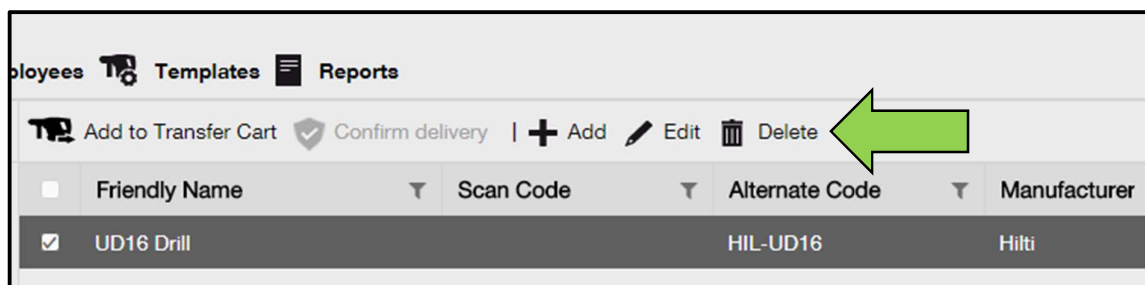 ployees Templates Reports
Add to Transfer Cart Confirm delivery | Add Edit Delete
Friendly Name Scan Code Alternate Code Manufacturer
UD16 Drill HIL-UD16 Hilti